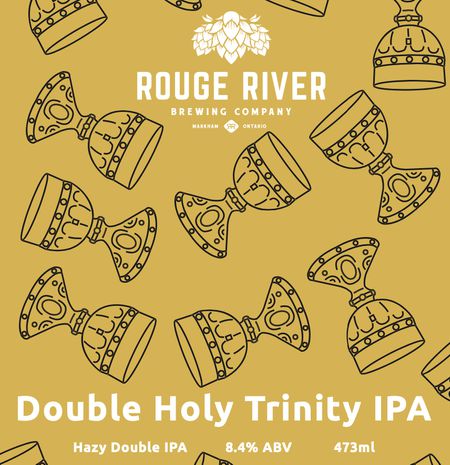 ROUGE RIVER
BREWING COMPANY
MARKHAM ONTARIO
Double Holy Trinity IPA
Hazy Double IPA 8.4% ABV 473ml